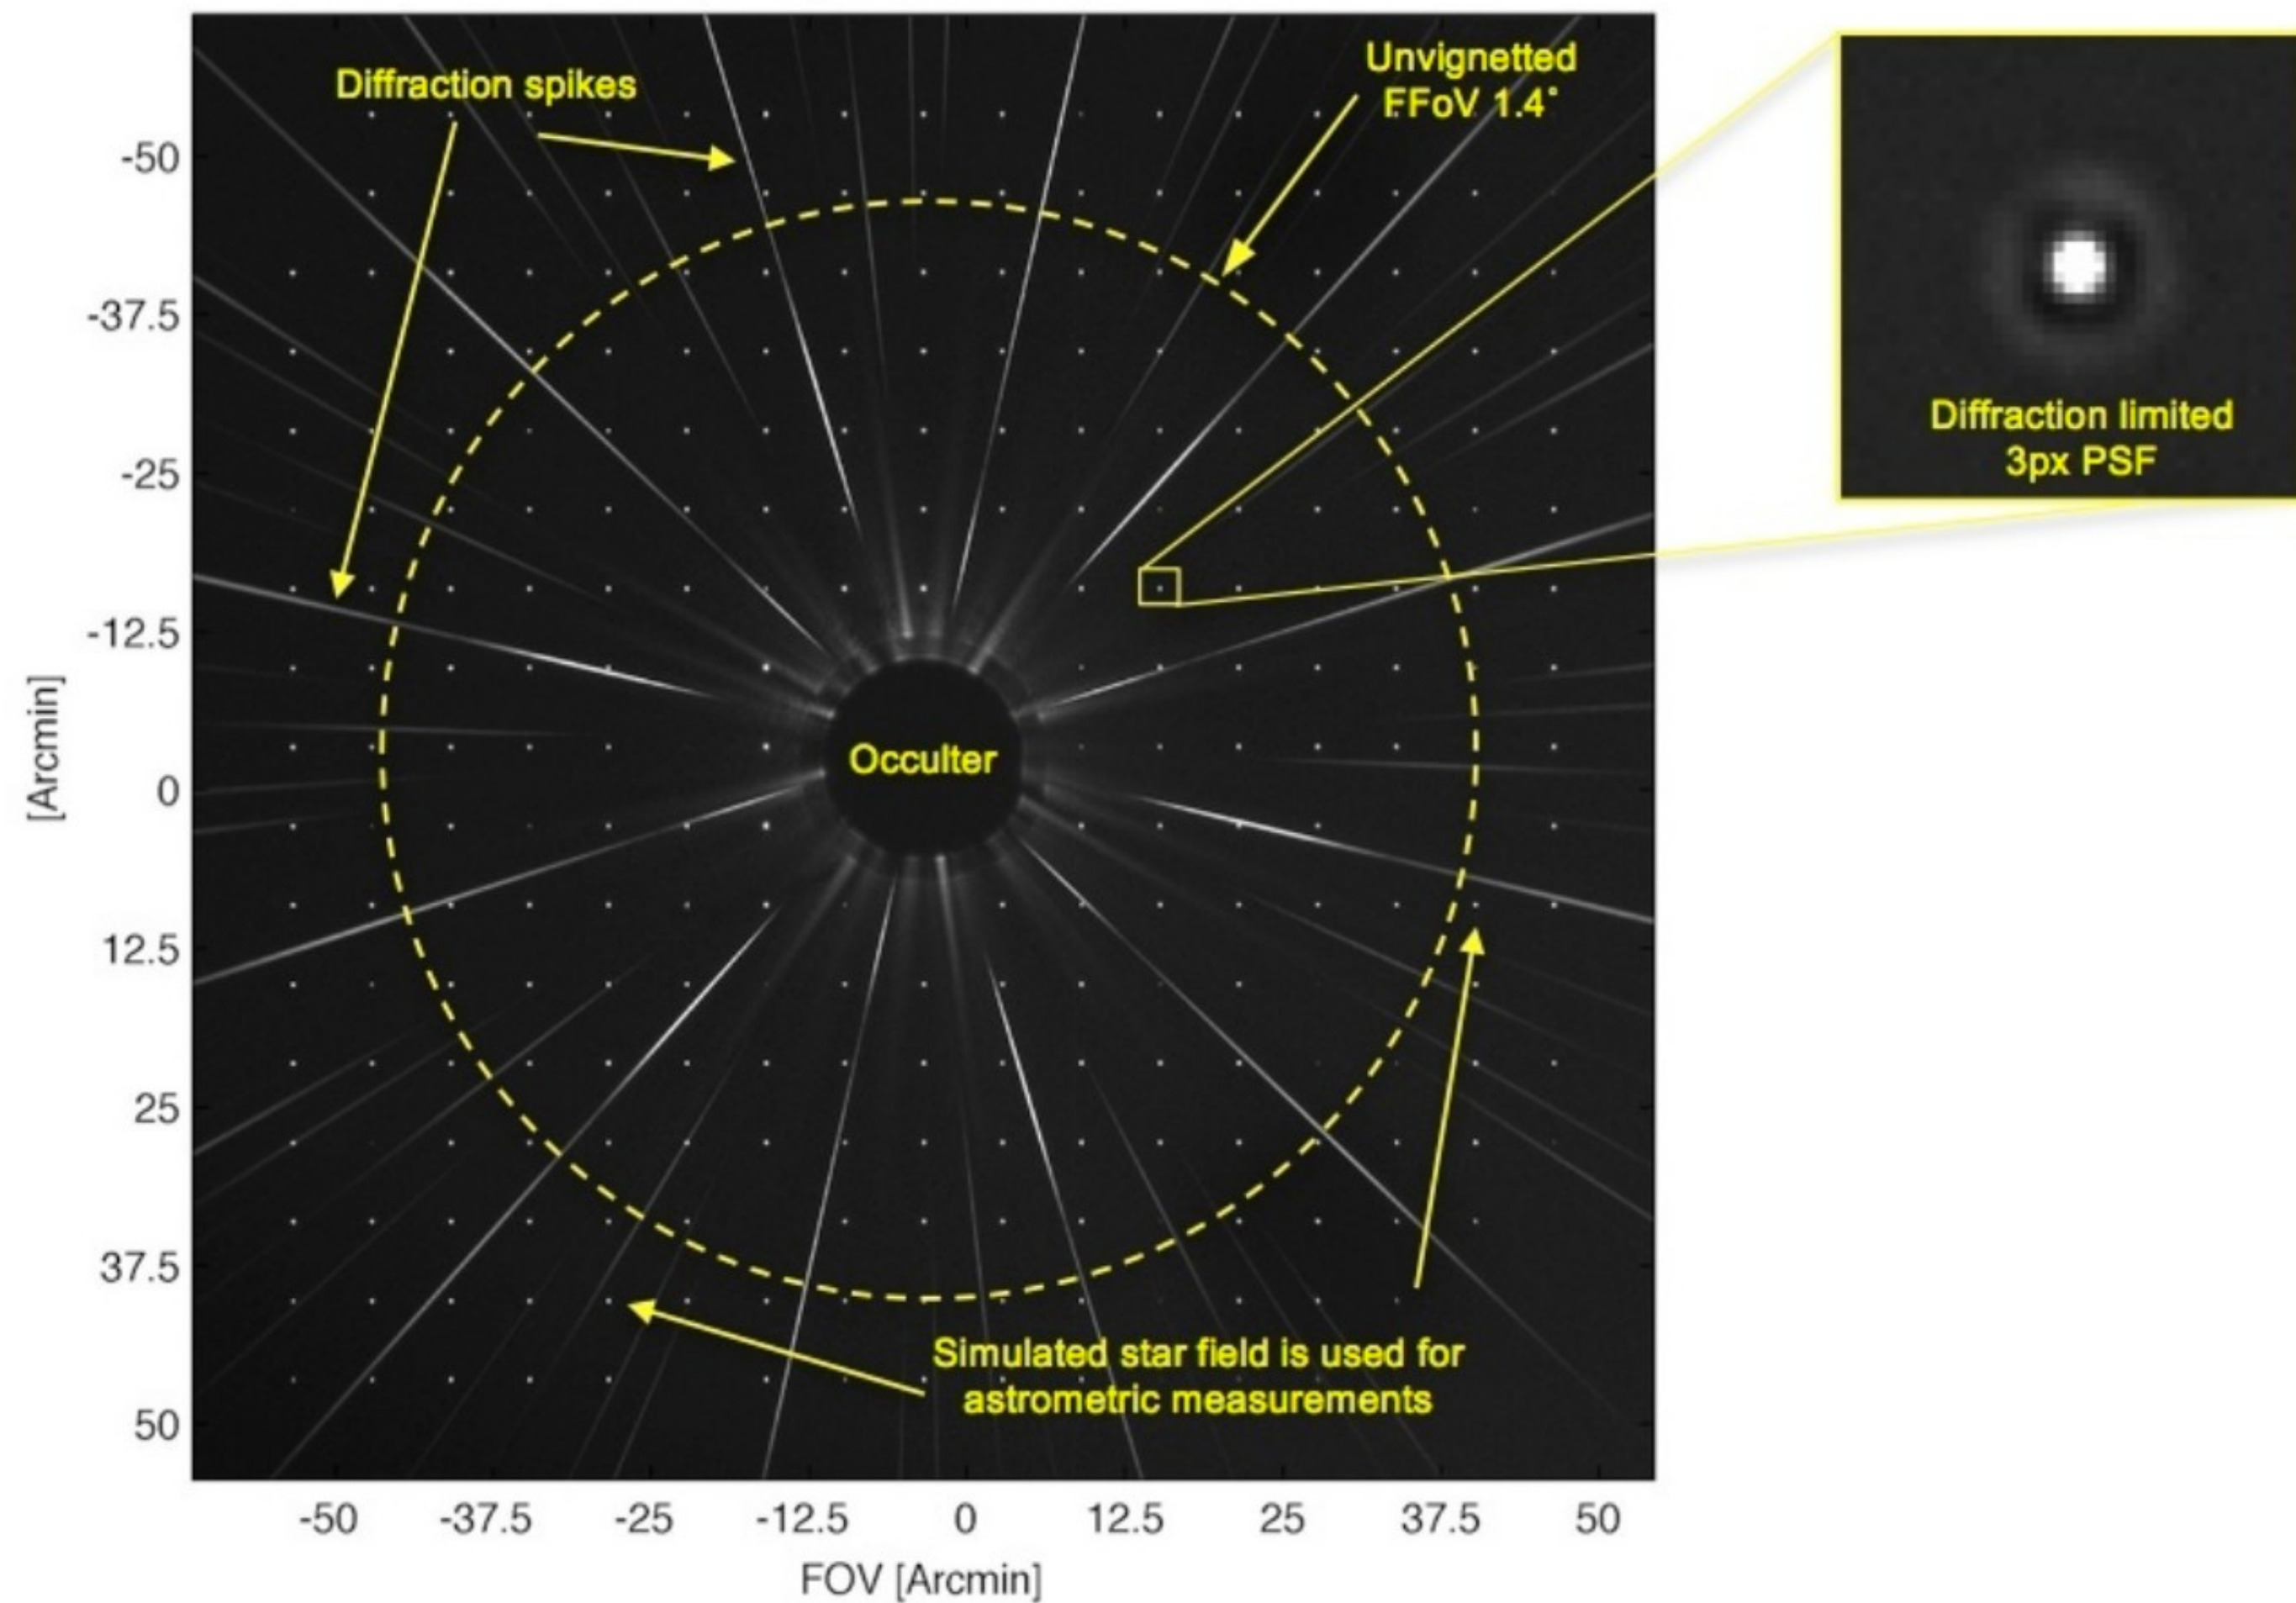 Diffraction spikes
Unvignetted
FFoV 1.4°
Diffraction limited
3px PSF
Occulter
Simulated star field is used for
astrometric measurements
[Arcmin]
-50
-37.5
-25
-12.5
0
12.5
25
37.5
50
-50
-37.5
-25
-12.5
0
12.5
25
37.5
50
FOV [Arcmin]